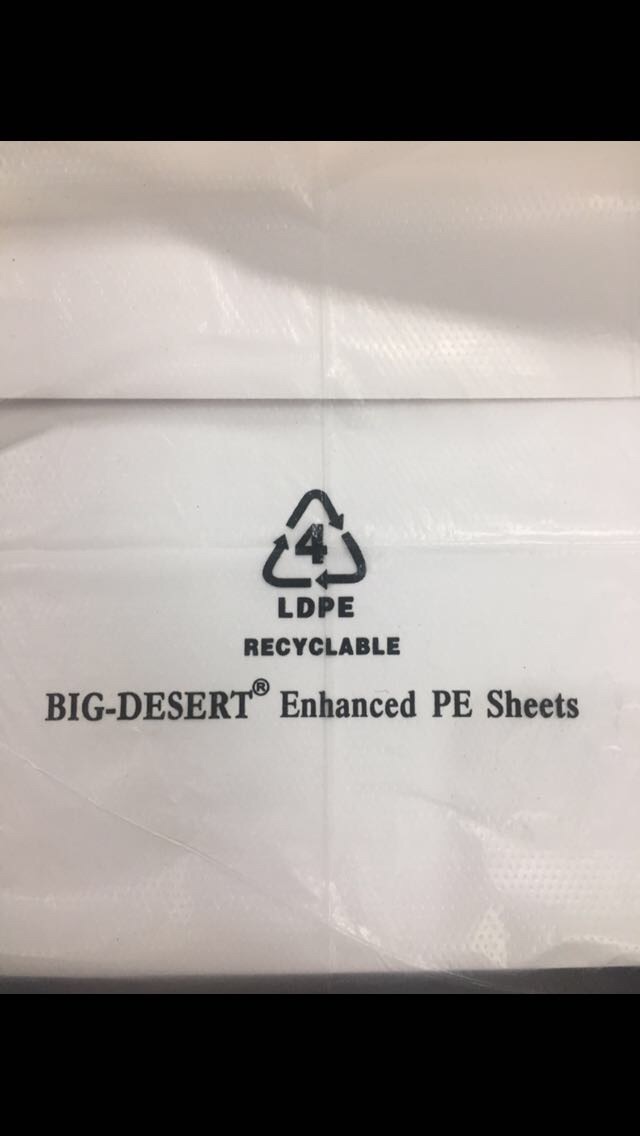 4
LDPE
RECYCLABLE
BIG-DESERT® Enhanced PE Sheets